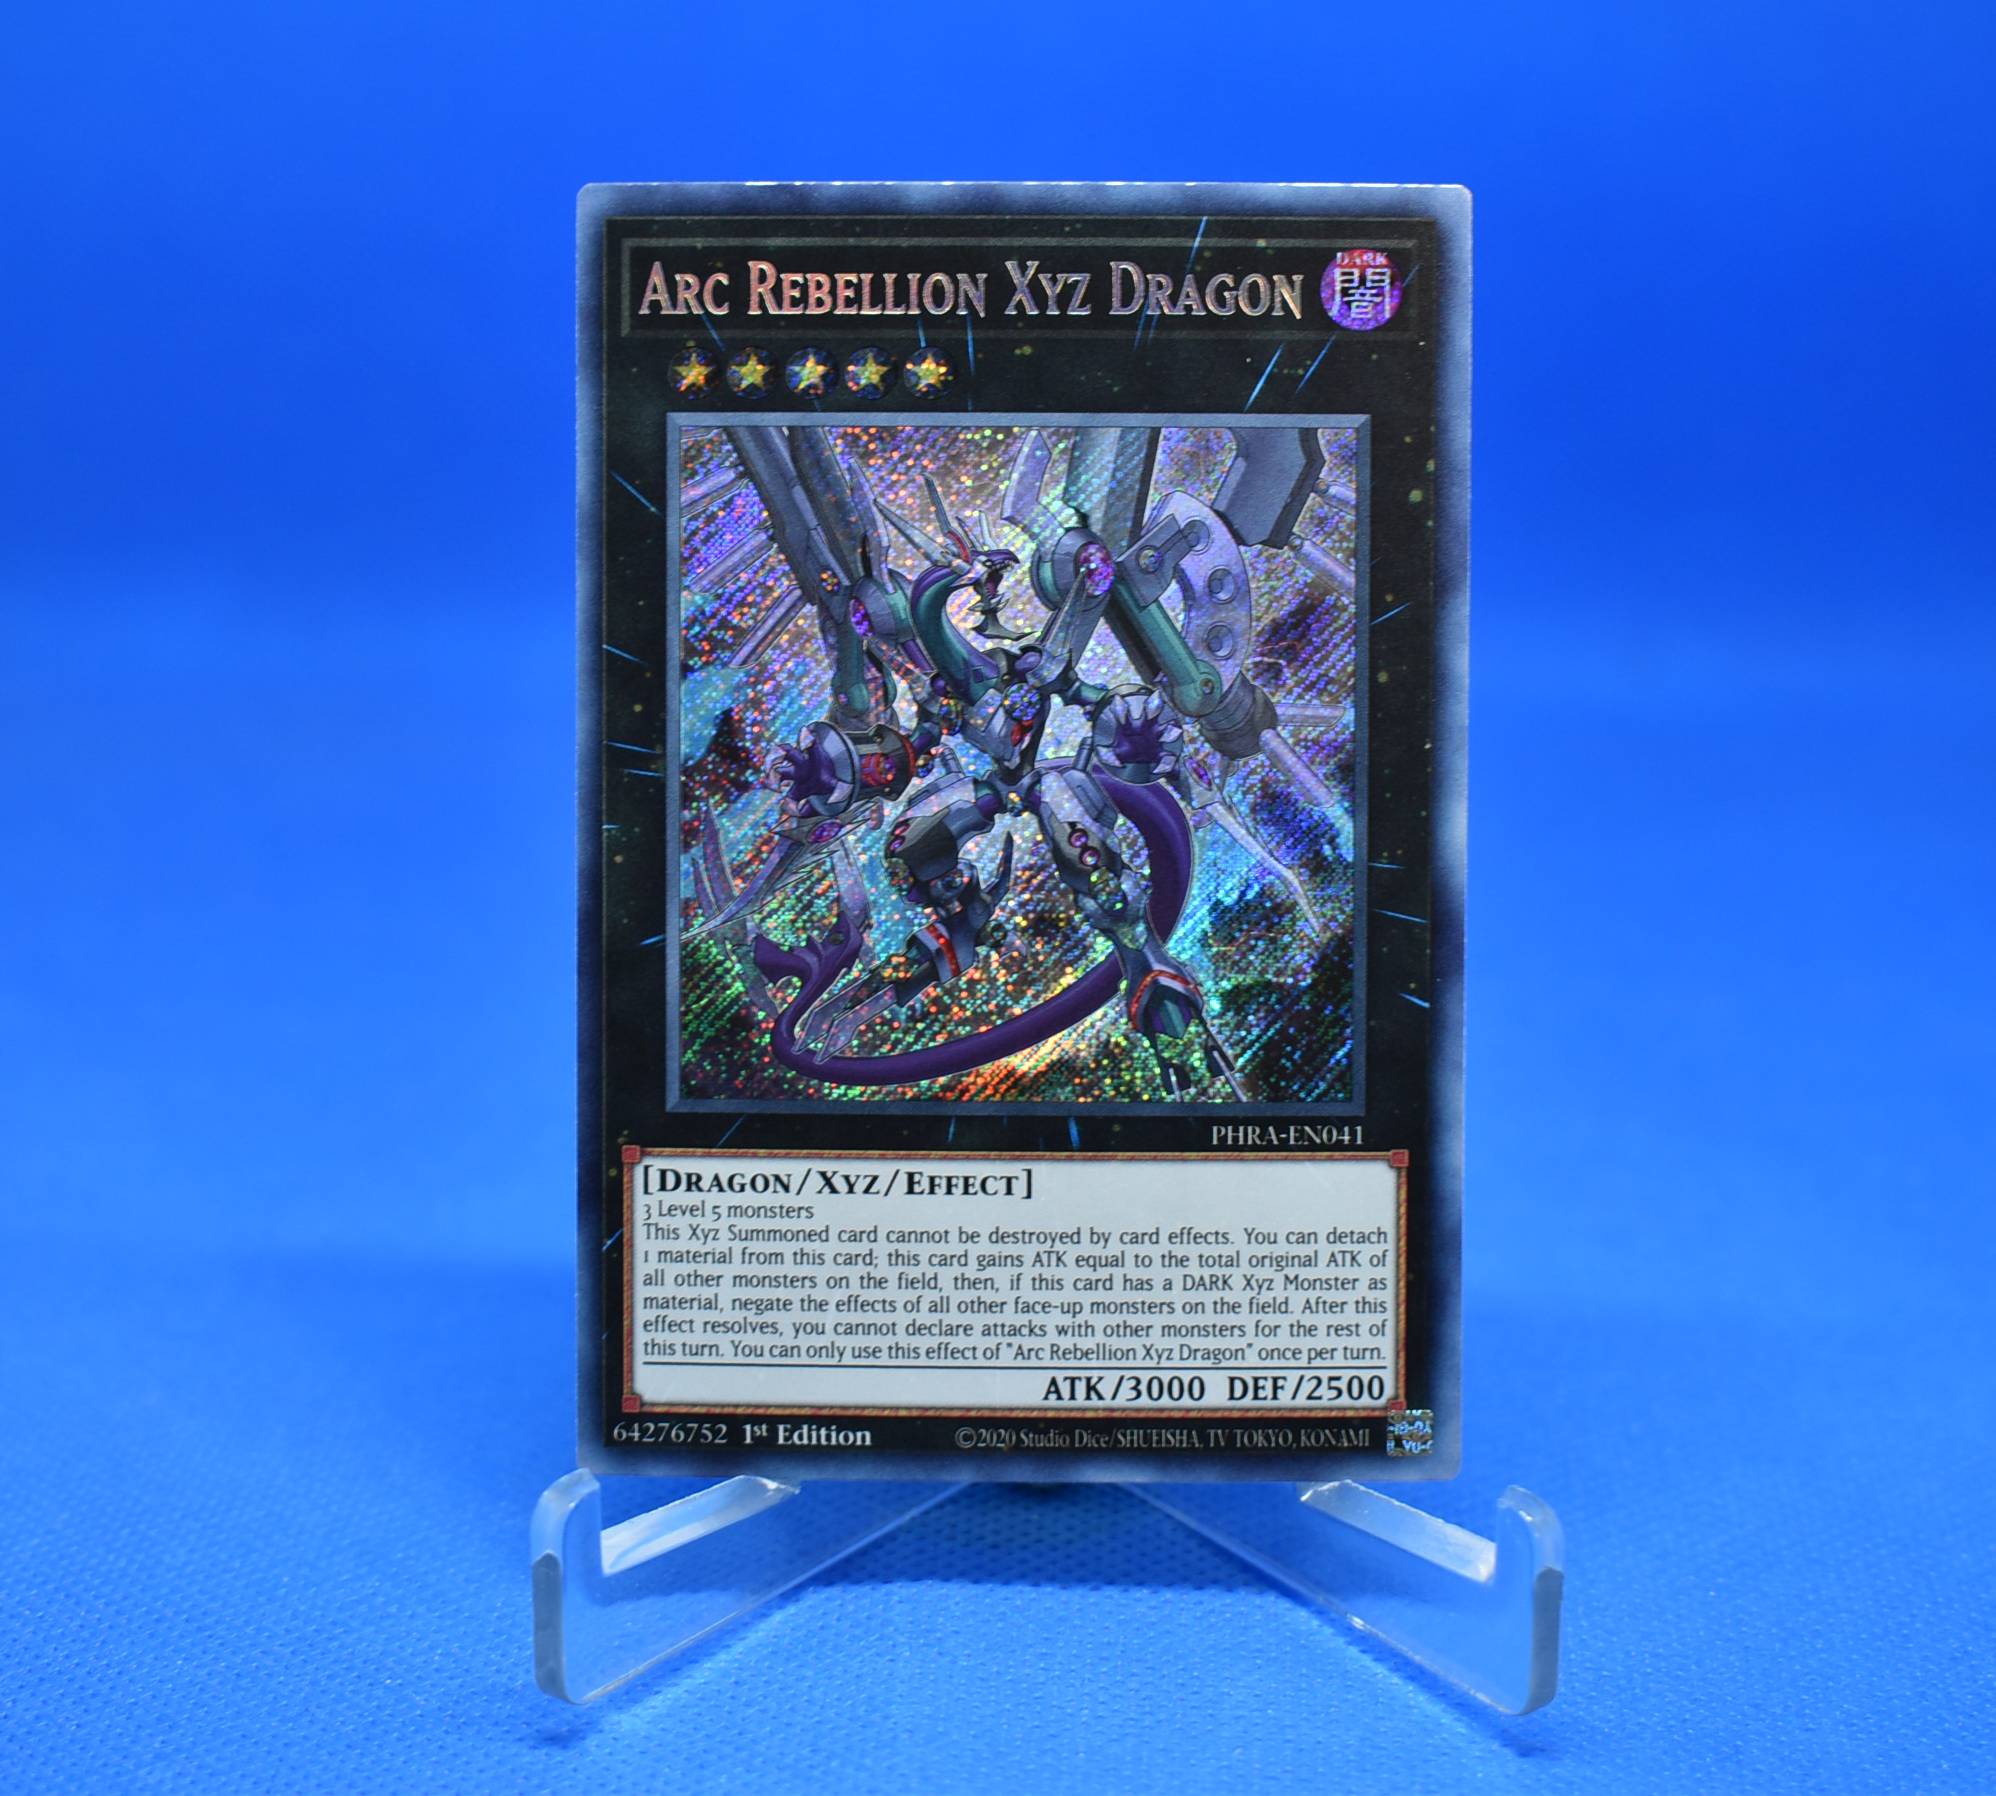 ARC REBELLION XYZ DRAGON
DARK
闇
PHRA-EN041
[DRAGON/XYZ/EFFECT]
3 Level 5 monsters
This Xyz Summoned card cannot be destroyed by card effects. You can detach
1 material from this card; this card gains ATK equal to the total original ATK of
all other monsters on the field, then, if this card has a DARK Xyz Monster as
material, negate the effects of all other face-up monsters on the field. After this
effect resolves, you cannot declare attacks with other monsters for the rest of
this turn. You can only use this effect of "Arc Rebellion Xyz Dragon" once per turn.
ATK/3000 DEF/2500
64276752 1st Edition
©2020 Studio Dice/SHUEISHA, TV TOKYO, KONAMI